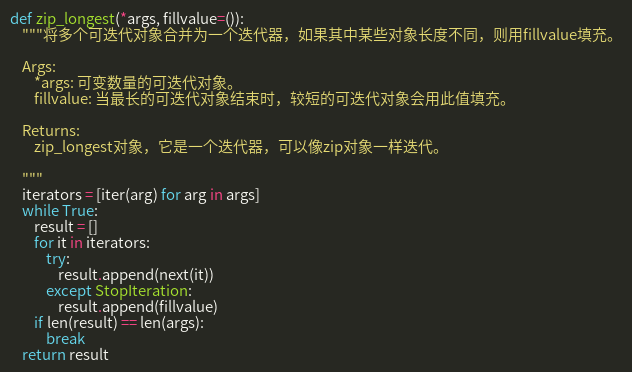 def zip_longest(*args, fillvalue=()):
"""将多个可迭代对象合并为一个迭代器，如果其中某些对象长度不同，则用fillvalue填充。
Args:
*args: 可变数量的可迭代对象。
fillvalue: 当最长的可迭代对象结束时，较短的可迭代对象会用此值填充。
Returns:
zip_longest对象，它是一个迭代器，可以像zip对象一样迭代。
"""
iterators = [iter(arg) for arg in args]
while True:
result = []
for it in iterators:
try:
result.append(next(it))
except StopIteration:
result.append(fillvalue)
if len(result) == len(args):
break
return result